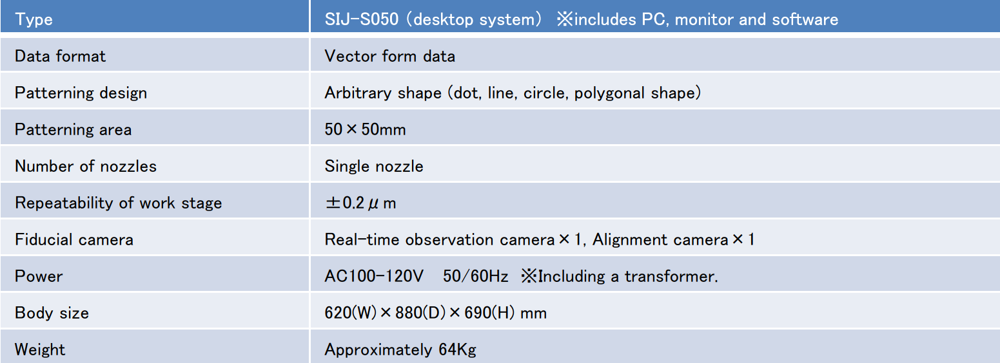 Type SIJ-S050 (desktop system) ※includes PC, monitor and software
Data format Vector form data
Patterning design Arbitrary shape (dot, line, circle, polygonal shape)
Patterning area 50×50mm
Number of nozzles Single nozzle
Repeatability of work stage ±0.2μm
Fiducial camera Real-time observation camera×1, Alignment camera×1
Power AC100-120V 50/60Hz ※Including a transformer.
Body size 620(W)×880(D)×690(H) mm
Weight Approximately 64Kg